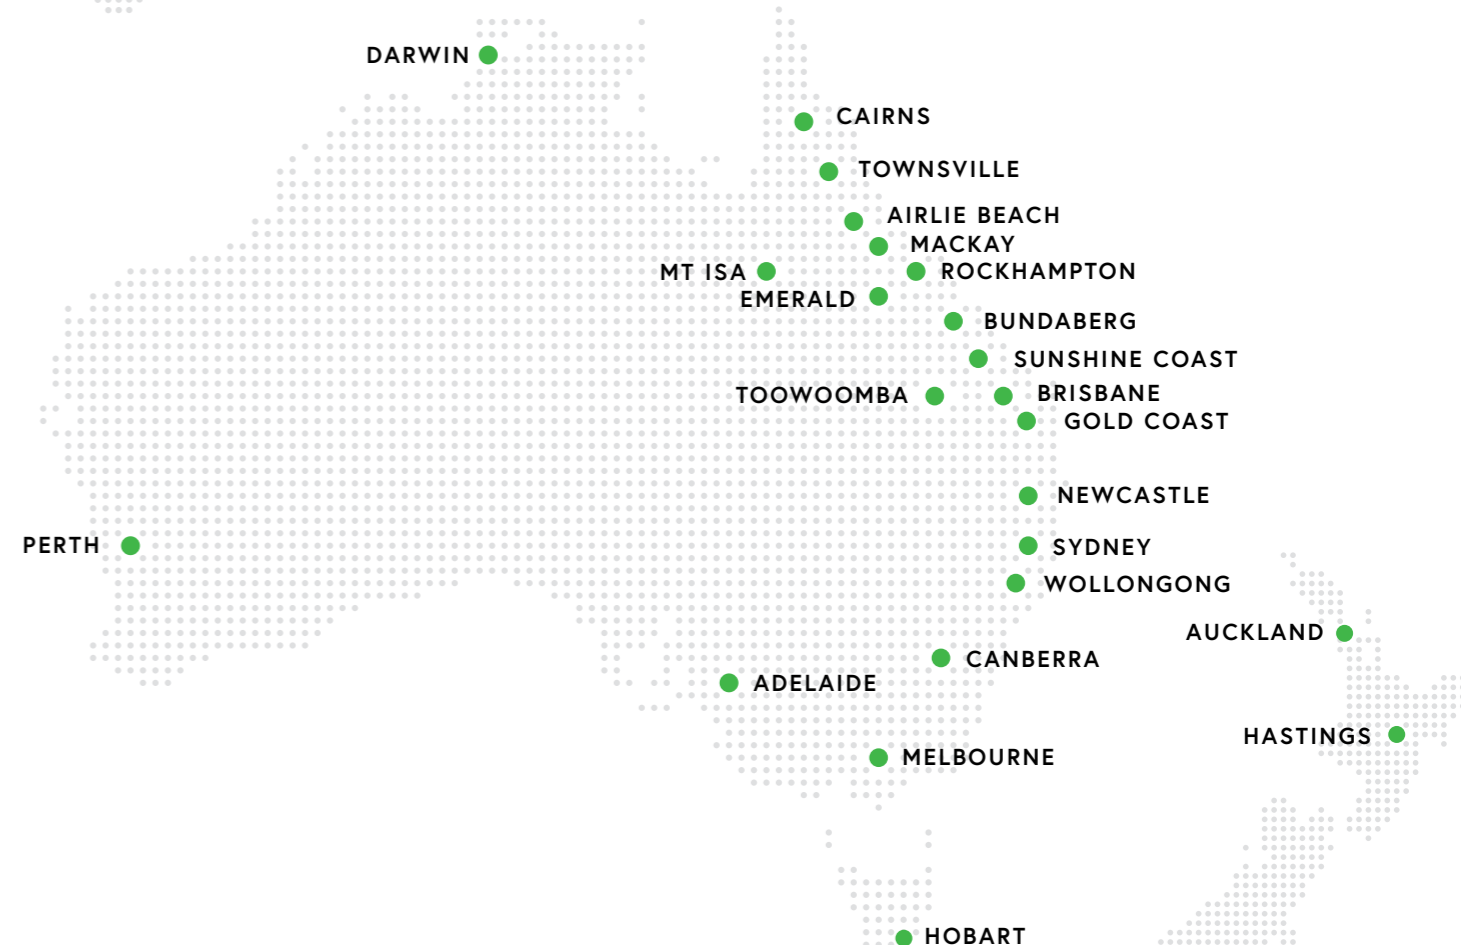 DARWIN
CAIRNS
TOWNSVILLE
AIRLIE BEACH
MACKAY
MT ISA
ROCKHAMPTON
EMERALD
BUNDABERG
SUNSHINE COAST
TOOWOOMBA
BRISBANE
GOLD COAST
NEWCASTLE
PERTH
SYDNEY
WOLLONGONG
AUCKLAND
CANBERRA
ADELAIDE
HASTINGS
MELBOURNE
HOBART